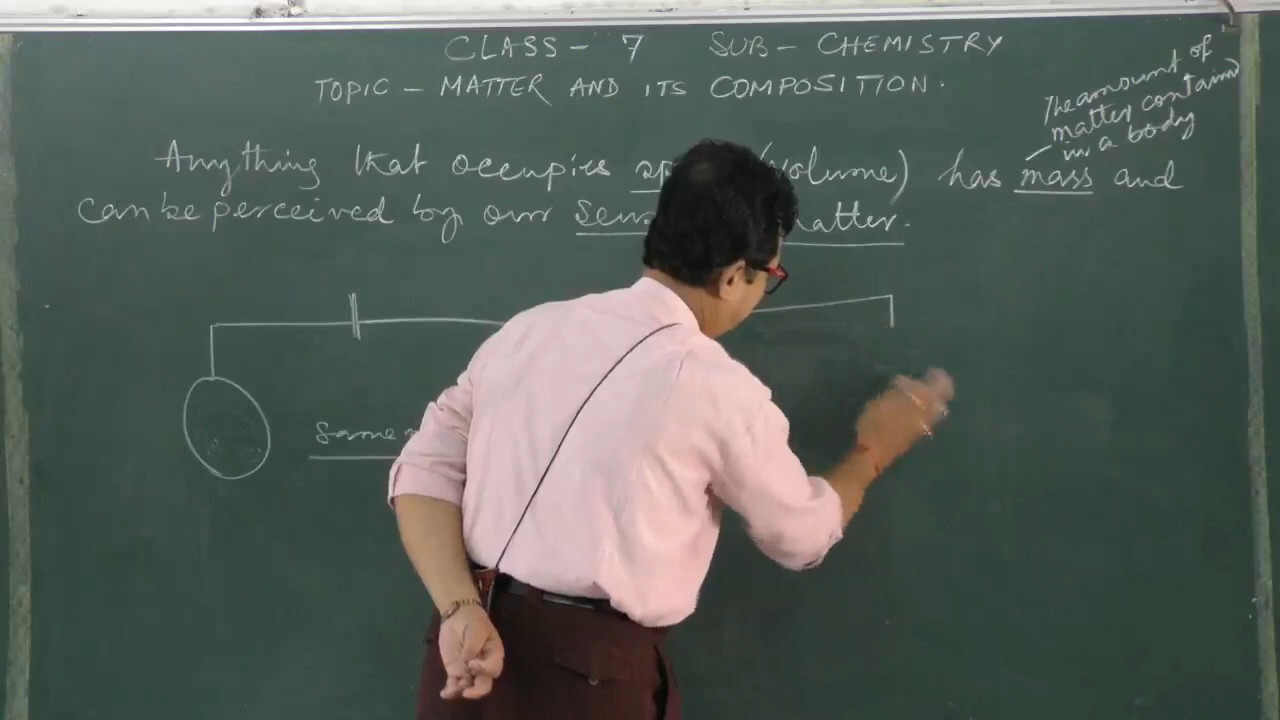 CLASS - 7 SUB - CHEMISTRY
TOPIC - MATTER AND ITS COMPOSITION.
The amount of
matter contained
in a body
Anything that occupies (volume) has mass and
can be perceived by our matter.
Same